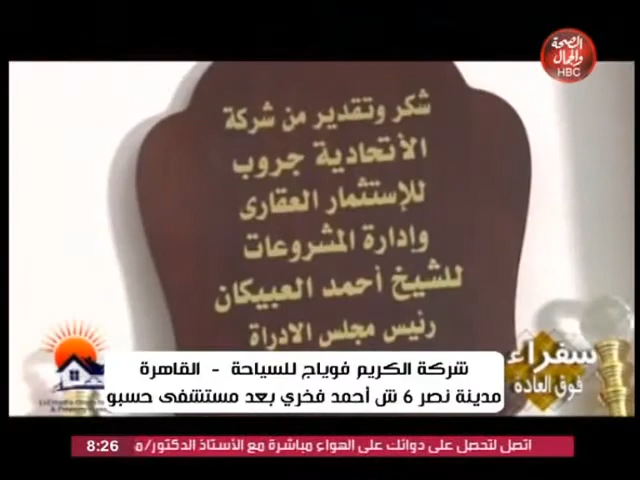 الصحة
والجمال
HBC
شكر وتقدير من شركة
الأتحادية جروب
للإستثمار العقارى
وإدارة المشروعات
للشيخ أحمد العبيكان
رئيس مجلس الادراة
سفراء
فوق العادة
شركة الكريم فوياج للسياحة - القاهرة
مدينة نصر 6 ش أحمد فخري بعد مستشفى حسبو
اتصل لتحصل على دوائك على الهواء مباشرة مع الأستاذ الدكتور/م
8:26